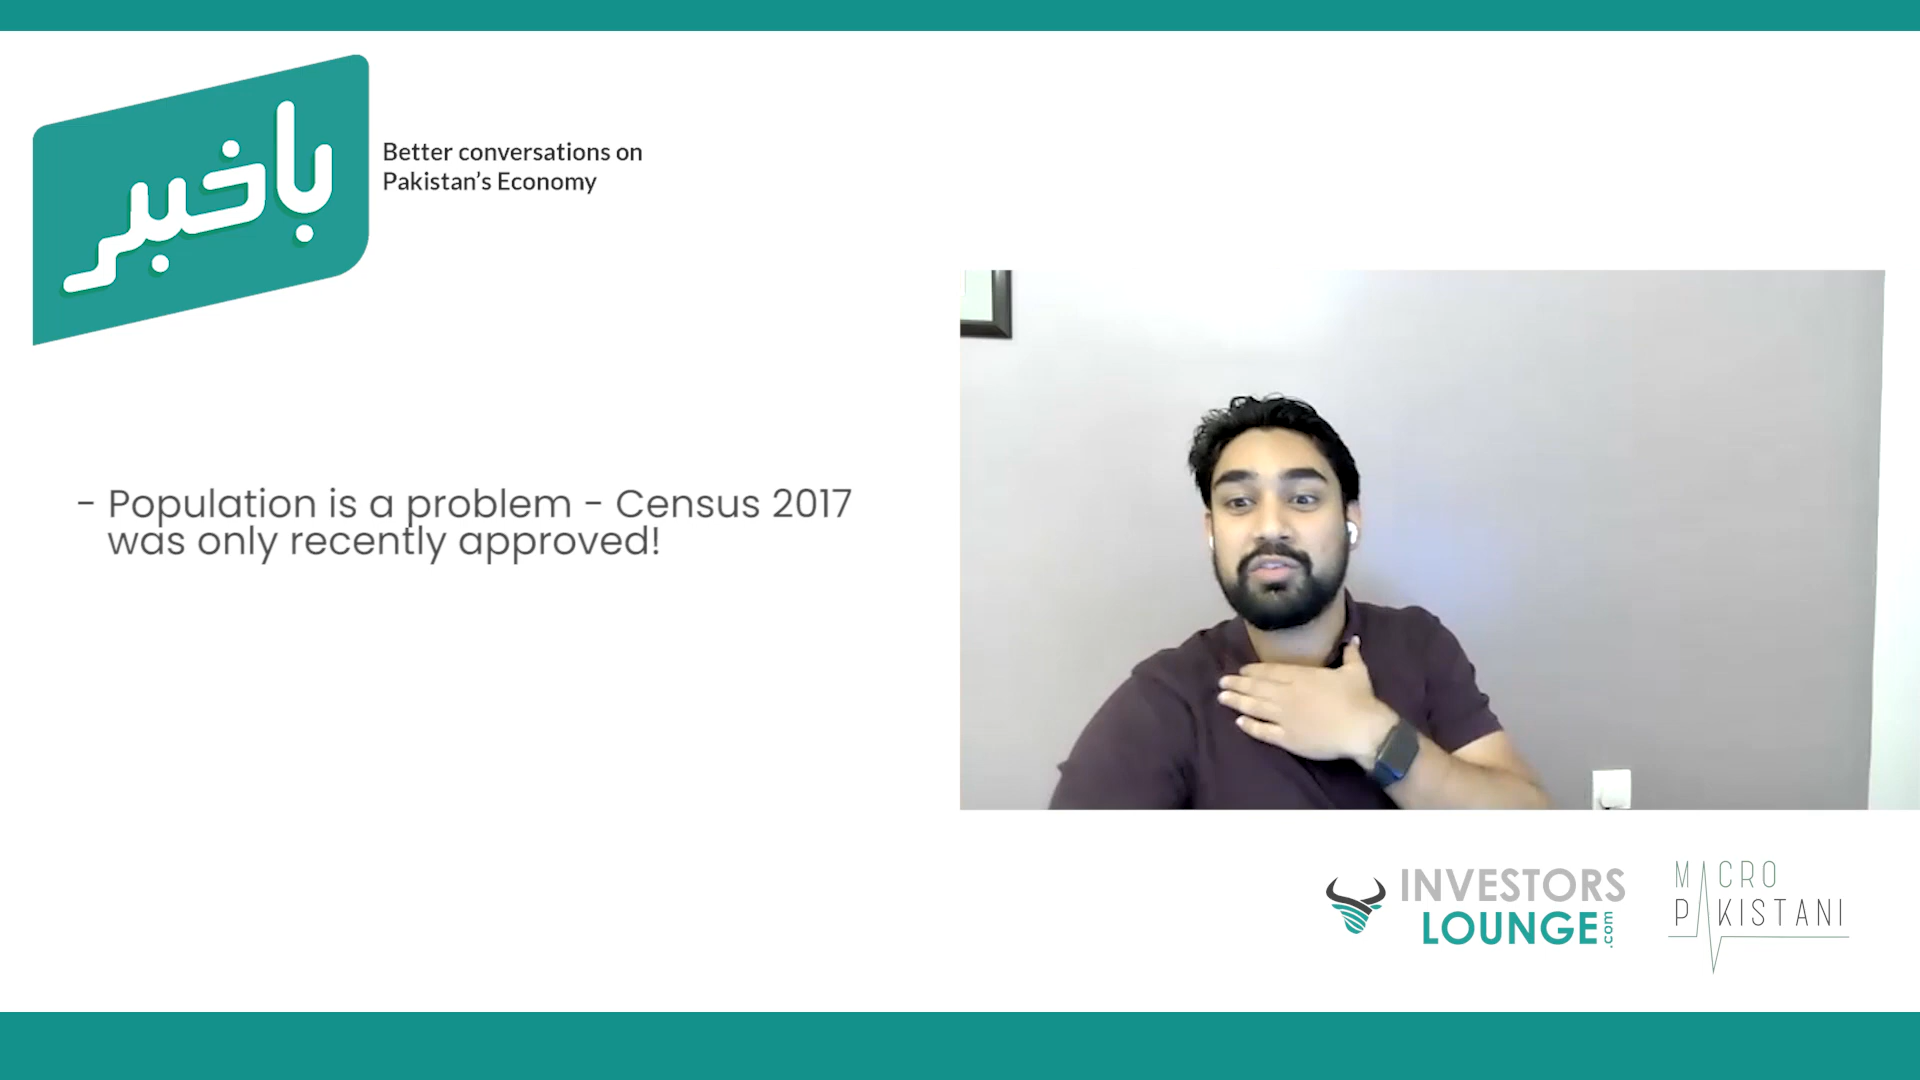 باخبر
Better conversations on
Pakistan's Economy
- Population is a problem - Census 2017
was only recently approved!
INVESTORS
LOUNGE.com
MACRO
PAKISTANI